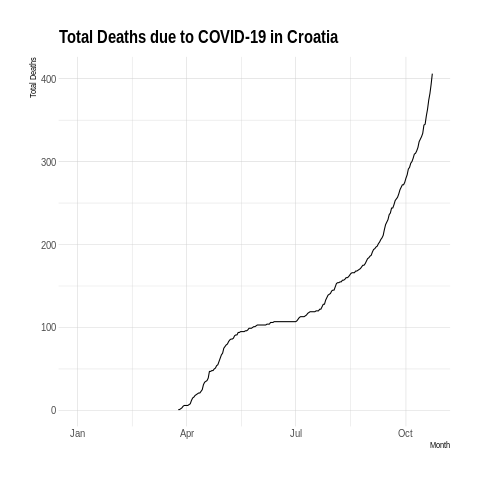 Total Deaths due to COVID-19 in Croatia
Total Deaths
400
300
200
100
0
Jan Apr Jul Oct
Month